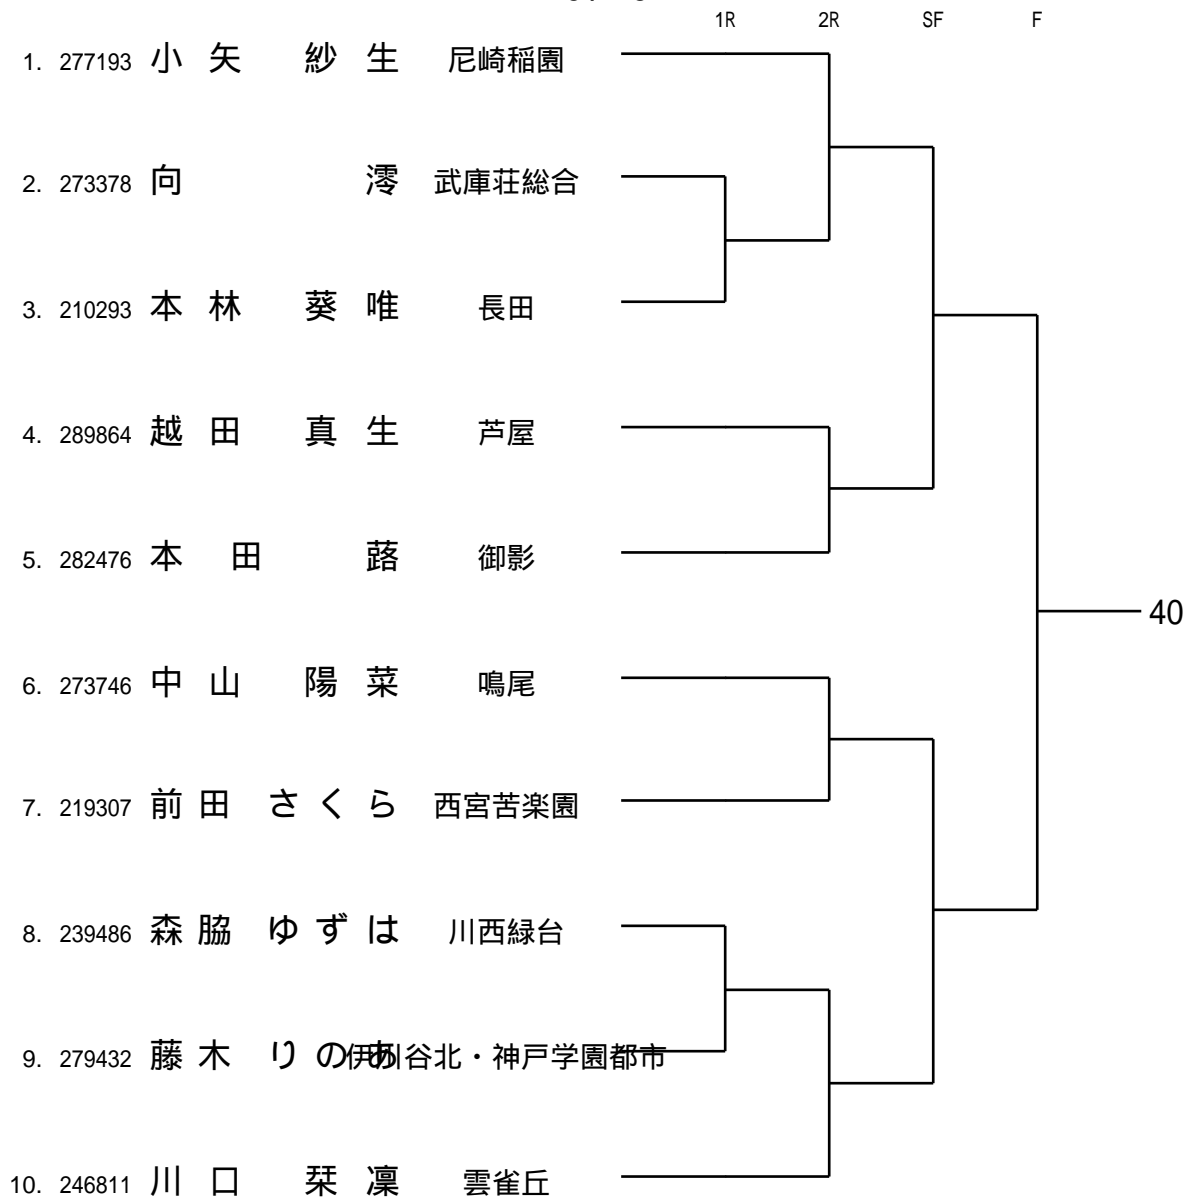 1R 2R SF F
1. 277193 小矢 紗生 尼崎稲園
2. 273378 向 澪 武庫荘総合
3. 210293 本林 葵唯 長田
4. 289864 越田 真生 芦屋
5. 282476 本田 蕗 御影
40
6. 273746 中山 陽菜 鳴尾
7. 219307 前田 さくら 西宮苦楽園
8. 239486 森脇 ゆずは 川西緑台
9. 279432 藤木 りのあ 伊川谷北・神戸学園都市
10. 246811 川口 栞凜 雲雀丘